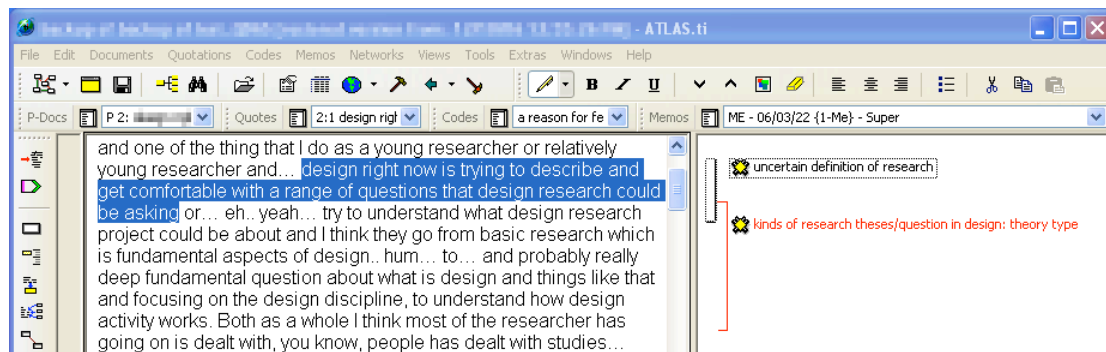 - ATLAS.ti
File Edit Documents Quotations Codes Memos Networks Views Tools Extras Windows Help
B I U
P-Docs P 2: Quotes 2:1 design righ Codes a reason for fe Memos ME - 06/03/22 {1-Me} - Super
and one of the thing that I do as a young researcher or relatively
young researcher and... design right now is trying to describe and
get comfortable with a range of questions that design research could
be asking or... eh.. yeah... try to understand what design research
project could be about and I think they go from basic research which
is fundamental aspects of design.. hum... to... and probably really
deep fundamental question about what is design and things like that
and focusing on the design discipline, to understand how design
activity works. Both as a whole I think most of the researcher has
going on is dealt with, you know, people has dealt with studies...
uncertain definition of research
kinds of research theses/question in design: theory type